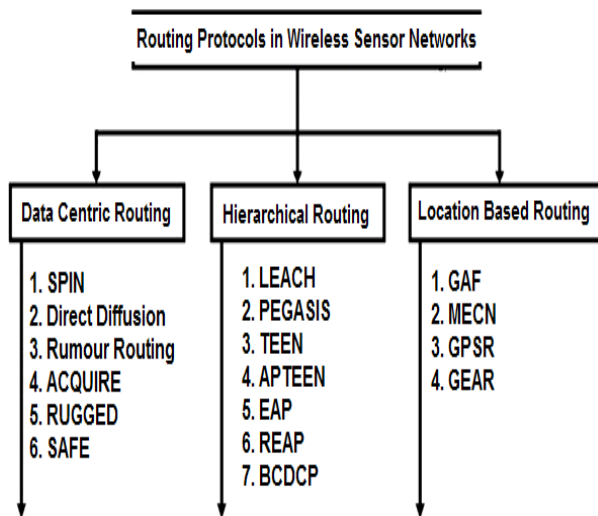 Routing Protocols in Wireless Sensor Networks
Data Centric Routing
1. SPIN
2. Direct Diffusion
3. Rumour Routing
4. ACQUIRE
5. RUGGED
6. SAFE
Hierarchical Routing
1. LEACH
2. PEGASIS
3. TEEN
4. APTEEN
5. EAP
6. REAP
7. BCDCP
Location Based Routing
1. GAF
2. MECN
3. GPSR
4. GEAR